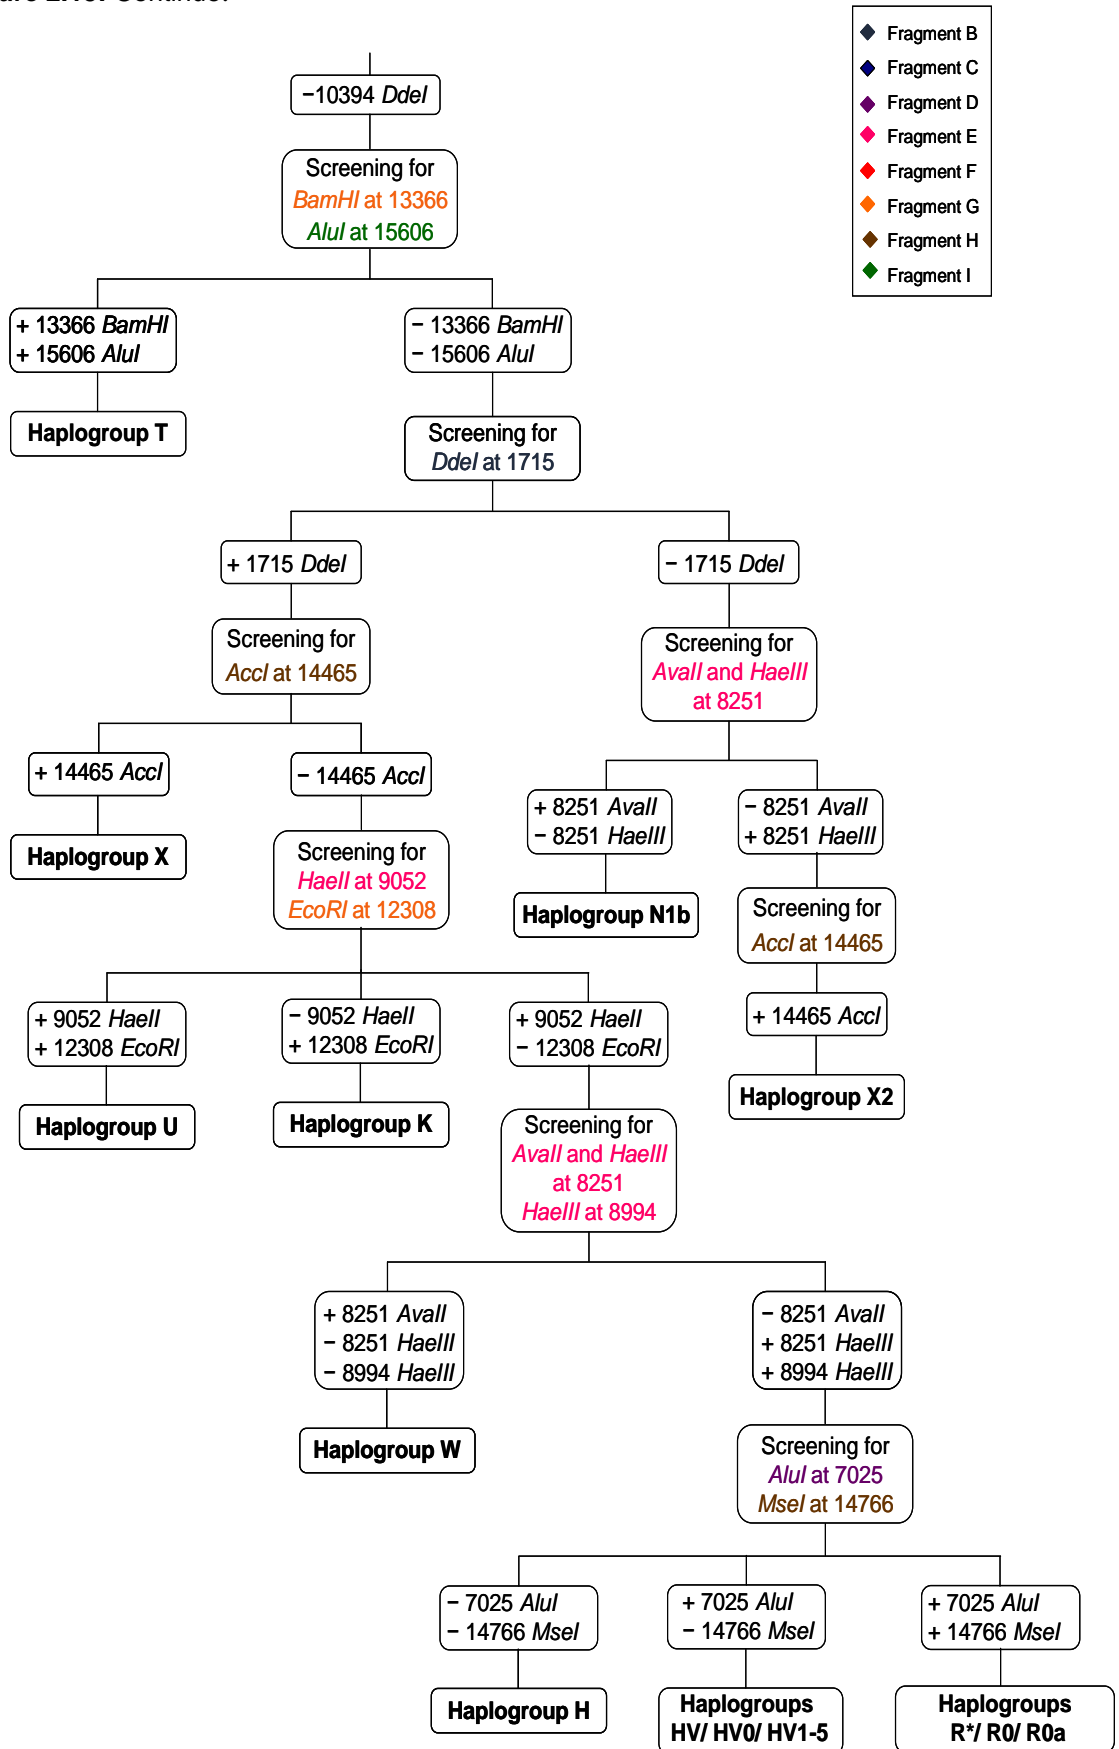 Continue.
Fragment B
Fragment C
Fragment D
Fragment E
Fragment F
Fragment G
Fragment H
Fragment I
−10394 DdeI
Screening for
BamHI at 13366
AluI at 15606
+ 13366 BamHI
+ 15606 AluI
− 13366 BamHI
− 15606 AluI
Haplogroup T
Screening for
DdeI at 1715
+ 1715 DdeI
− 1715 DdeI
Screening for
AccI at 14465
Screening for
AvaII and HaeIII
at 8251
+ 14465 AccI
− 14465 AccI
+ 8251 AvaII
− 8251 HaeIII
− 8251 AvaII
+ 8251 HaeIII
Haplogroup X
Screening for
HaeII at 9052
EcoRI at 12308
Haplogroup N1b
Screening for
AccI at 14465
+ 9052 HaeII
+ 12308 EcoRI
− 9052 HaeII
+ 12308 EcoRI
+ 9052 HaeII
− 12308 EcoRI
+ 14465 AccI
Haplogroup U
Haplogroup K
Haplogroup X2
Screening for
AvaII and HaeIII
at 8251
HaeIII at 8994
+ 8251 AvaII
− 8251 HaeIII
− 8994 HaeIII
− 8251 AvaII
+ 8251 HaeIII
+ 8994 HaeIII
Haplogroup W
Screening for
AluI at 7025
MseI at 14766
− 7025 AluI
− 14766 MseI
+ 7025 AluI
− 14766 MseI
+ 7025 AluI
+ 14766 MseI
Haplogroup H
Haplogroups
HV/ HV0/ HV1-5
Haplogroups
R*/ R0/ R0a